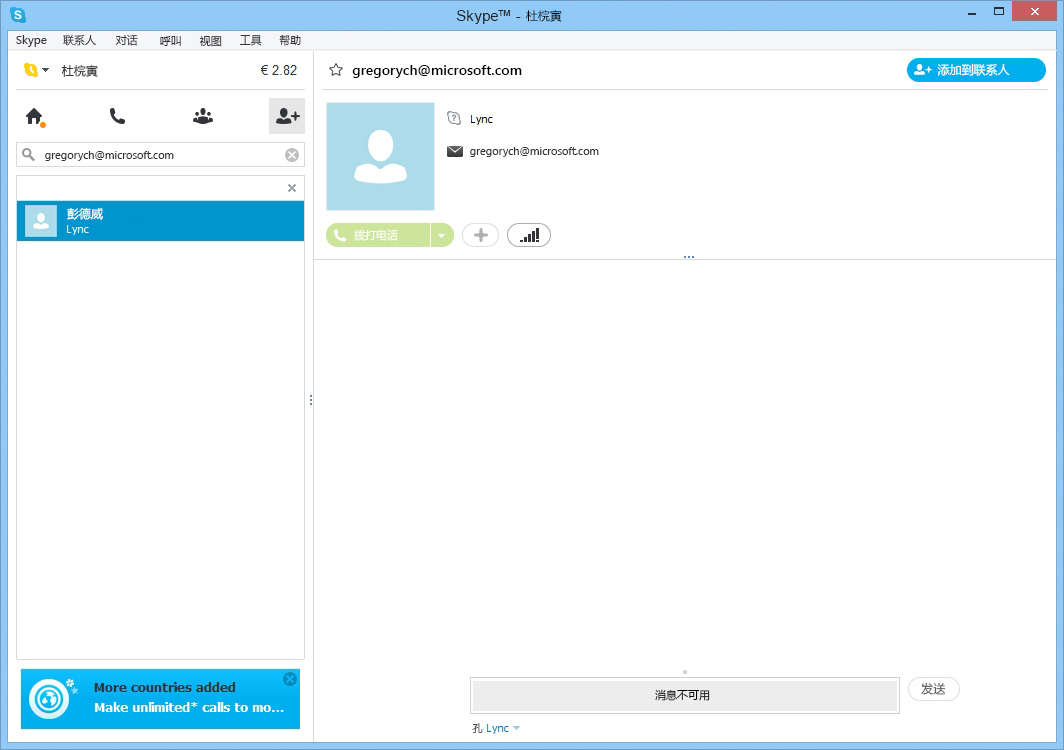 Skype™ - 杜浣寅
Skype 联系人 对话 呼叫 视图 工具 帮助
杜浣寅 € 2.82
gregorych@microsoft.com
彭德威
Lync
More countries added
Make unlimited* calls to mo...
gregorych@microsoft.com
添加到联系人
Lync
gregorych@microsoft.com
拨打电话
消息不可用
发送
孔 Lync